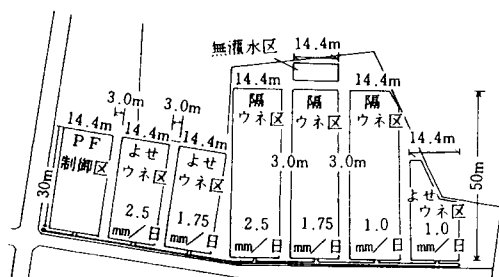 無灌水区
14.4m
14.4m
14.4m
14.4m
3.0m
3.0m
14.4m
14.4m
14.4m
14.4m
30m
PF
制御区
よせ
ウネ区
2.5
mm/日
よせ
ウネ区
1.75
mm/日
隔
ウネ区
2.5
mm/日
隔
ウネ区
1.75
mm/日
隔
ウネ区
1.0
mm/日
3.0m
3.0m
よせ
ウネ区
1.0
mm/日
50m